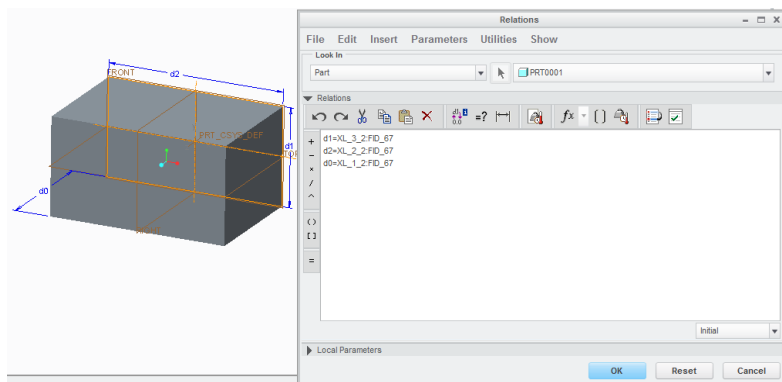 Relations
File Edit Insert Parameters Utilities Show
Look In
Part PRT0001
Relations
=? fx ( ) 
+ d1=XL_3_2:FID_67
− d2=XL_2_2:FID_67
× d0=XL_1_2:FID_67
/
^
( )
[ ]
=
Initial
Local Parameters
OK Reset Cancel
FRONT
d2
PRT_CSYS_DEF
d1
d0